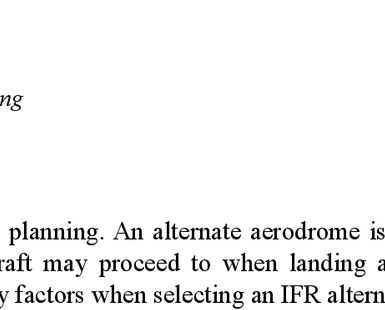 ng
planning. An alternate aerodrome is
raft may proceed to when landing a
y factors when selecting an IFR altern